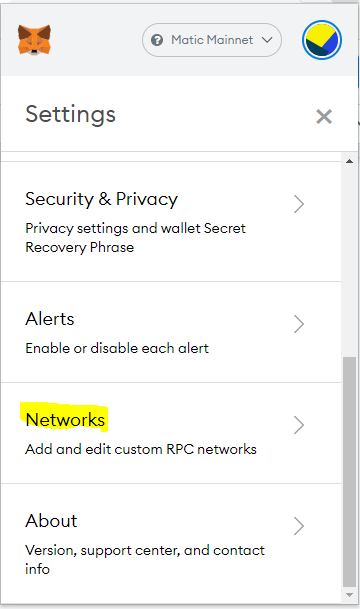 Matic Mainnet
Settings
Security & Privacy
Privacy settings and wallet Secret
Recovery Phrase
Alerts
Enable or disable each alert
Networks
Add and edit custom RPC networks
About
Version, support center, and contact
info